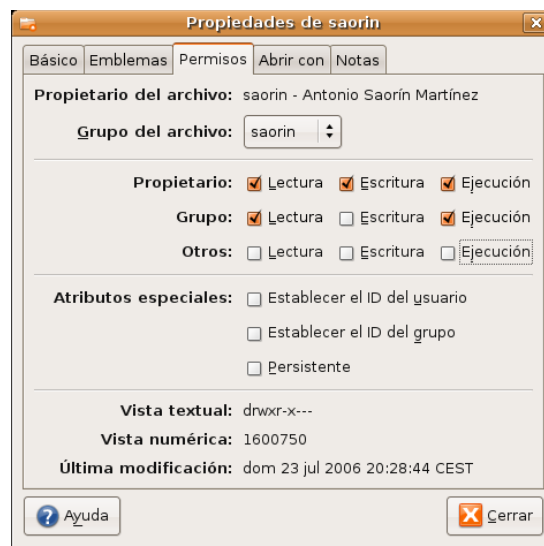 Propiedades de saorin
Básico Emblemas Permisos Abrir con Notas
Propietario del archivo: saorin - Antonio Saorín Martínez
Grupo del archivo: saorin
Propietario: Lectura Escritura Ejecución
Grupo: Lectura Escritura Ejecución
Otros: Lectura Escritura Ejecución
Atributos especiales: Establecer el ID del usuario
Establecer el ID del grupo
Persistente
Vista textual: drwxr-x---
Vista numérica: 1600750
Última modificación: dom 23 jul 2006 20:28:44 CEST
Ayuda Cerrar